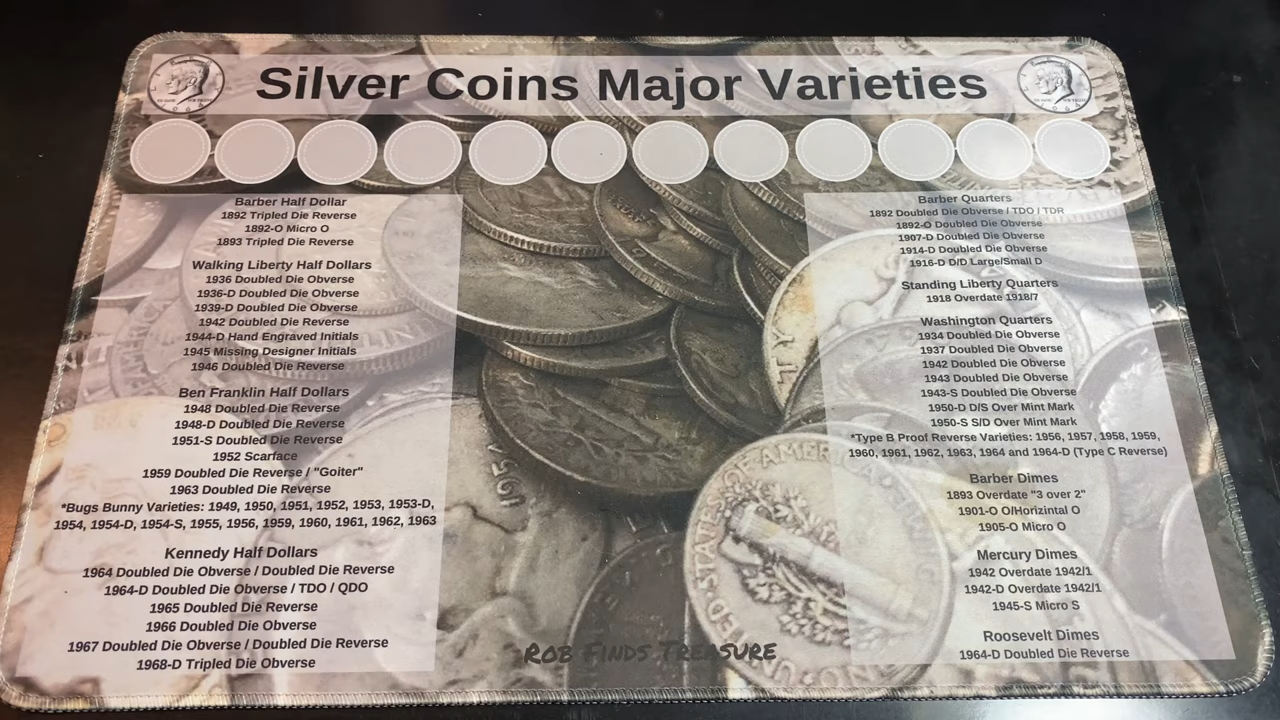 Silver Coins Major Varieties
Barber Half Dollar
1892 Tripled Die Reverse
1892-O Micro O
1893 Tripled Die Reverse
Walking Liberty Half Dollars
1936 Doubled Die Obverse
1936-D Doubled Die Obverse
1939-D Doubled Die Obverse
1942 Doubled Die Reverse
1944-D Hand Engraved Initials
1945 Missing Designer Initials
1946 Doubled Die Reverse
Ben Franklin Half Dollars
1948 Doubled Die Reverse
1948-D Doubled Die Reverse
1951-S Doubled Die Reverse
1952 Scarface
1959 Doubled Die Reverse / "Goiter"
1963 Doubled Die Reverse
*Bugs Bunny Varieties: 1949, 1950, 1951, 1952, 1953, 1953-D,
1954, 1954-D, 1954-S, 1955, 1956, 1959, 1960, 1961, 1962, 1963
Kennedy Half Dollars
1964 Doubled Die Obverse / Doubled Die Reverse
1964-D Doubled Die Obverse / TDO / QDO
1965 Doubled Die Reverse
1966 Doubled Die Obverse
1967 Doubled Die Obverse / Doubled Die Reverse
1968-D Tripled Die Obverse
Barber Quarters
1892 Doubled Die Obverse / TDO / TDR
1892-O Doubled Die Obverse
1907-D Doubled Die Obverse
1914-D Doubled Die Obverse
1916-D D/D Large/Small D
Standing Liberty Quarters
1918 Overdate 1918/7
Washington Quarters
1934 Doubled Die Obverse
1937 Doubled Die Obverse
1942 Doubled Die Obverse
1943 Doubled Die Obverse
1943-S Doubled Die Obverse
1950-D D/S Over Mint Mark
1950-S S/D Over Mint Mark
*Type B Proof Reverse Varieties: 1956, 1957, 1958, 1959,
1960, 1961, 1962, 1963, 1964 and 1964-D (Type C Reverse)
Barber Dimes
1893 Overdate "3 over 2"
1901-O O/Horizintal O
1905-O Micro O
Mercury Dimes
1942 Overdate 1942/1
1942-D Overdate 1942/1
1945-S Micro S
Roosevelt Dimes
1964-D Doubled Die Reverse
1957
ED·STATES·OF·AMERICA
Rob Finds Treasure